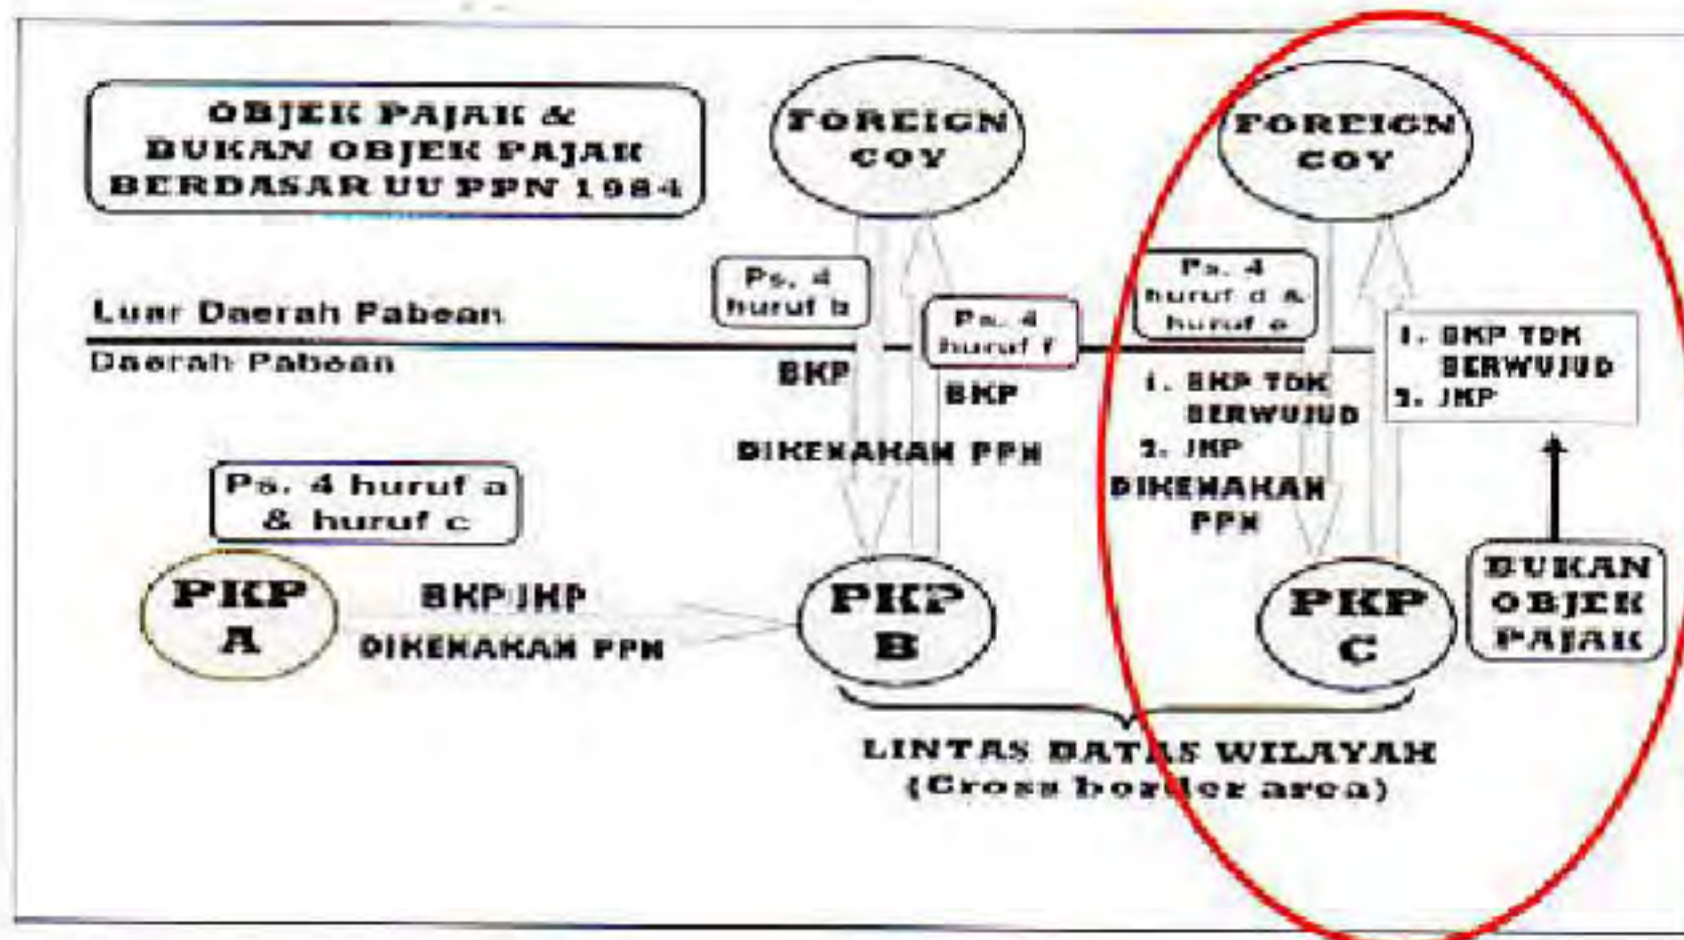 OBJEK PAJAK &
BUKAN OBJEK PAJAK
BERDASAR UU PPN 1984
FOREIGN
COY
FOREIGN
COY
Ps. 4
huruf b
Ps. 4
huruf f
Ps. 4
huruf d &
huruf e
Luar Daerah Pabean
Daerah Pabean
BKP
BKP
DIKENAKAN PPN
1. BKP TDK
BERWUJUD
2. JKP
DIKENAKAN
PPN
1. BKP TDK
BERWUJUD
2. JKP
Ps. 4 huruf a
& huruf c
PKP
A
BKP/JKP
DIKENAKAN PPN
PKP
B
PKP
C
BUKAN
OBJEK
PAJAK
LINTAS BATAS WILAYAH
(Cross border area)